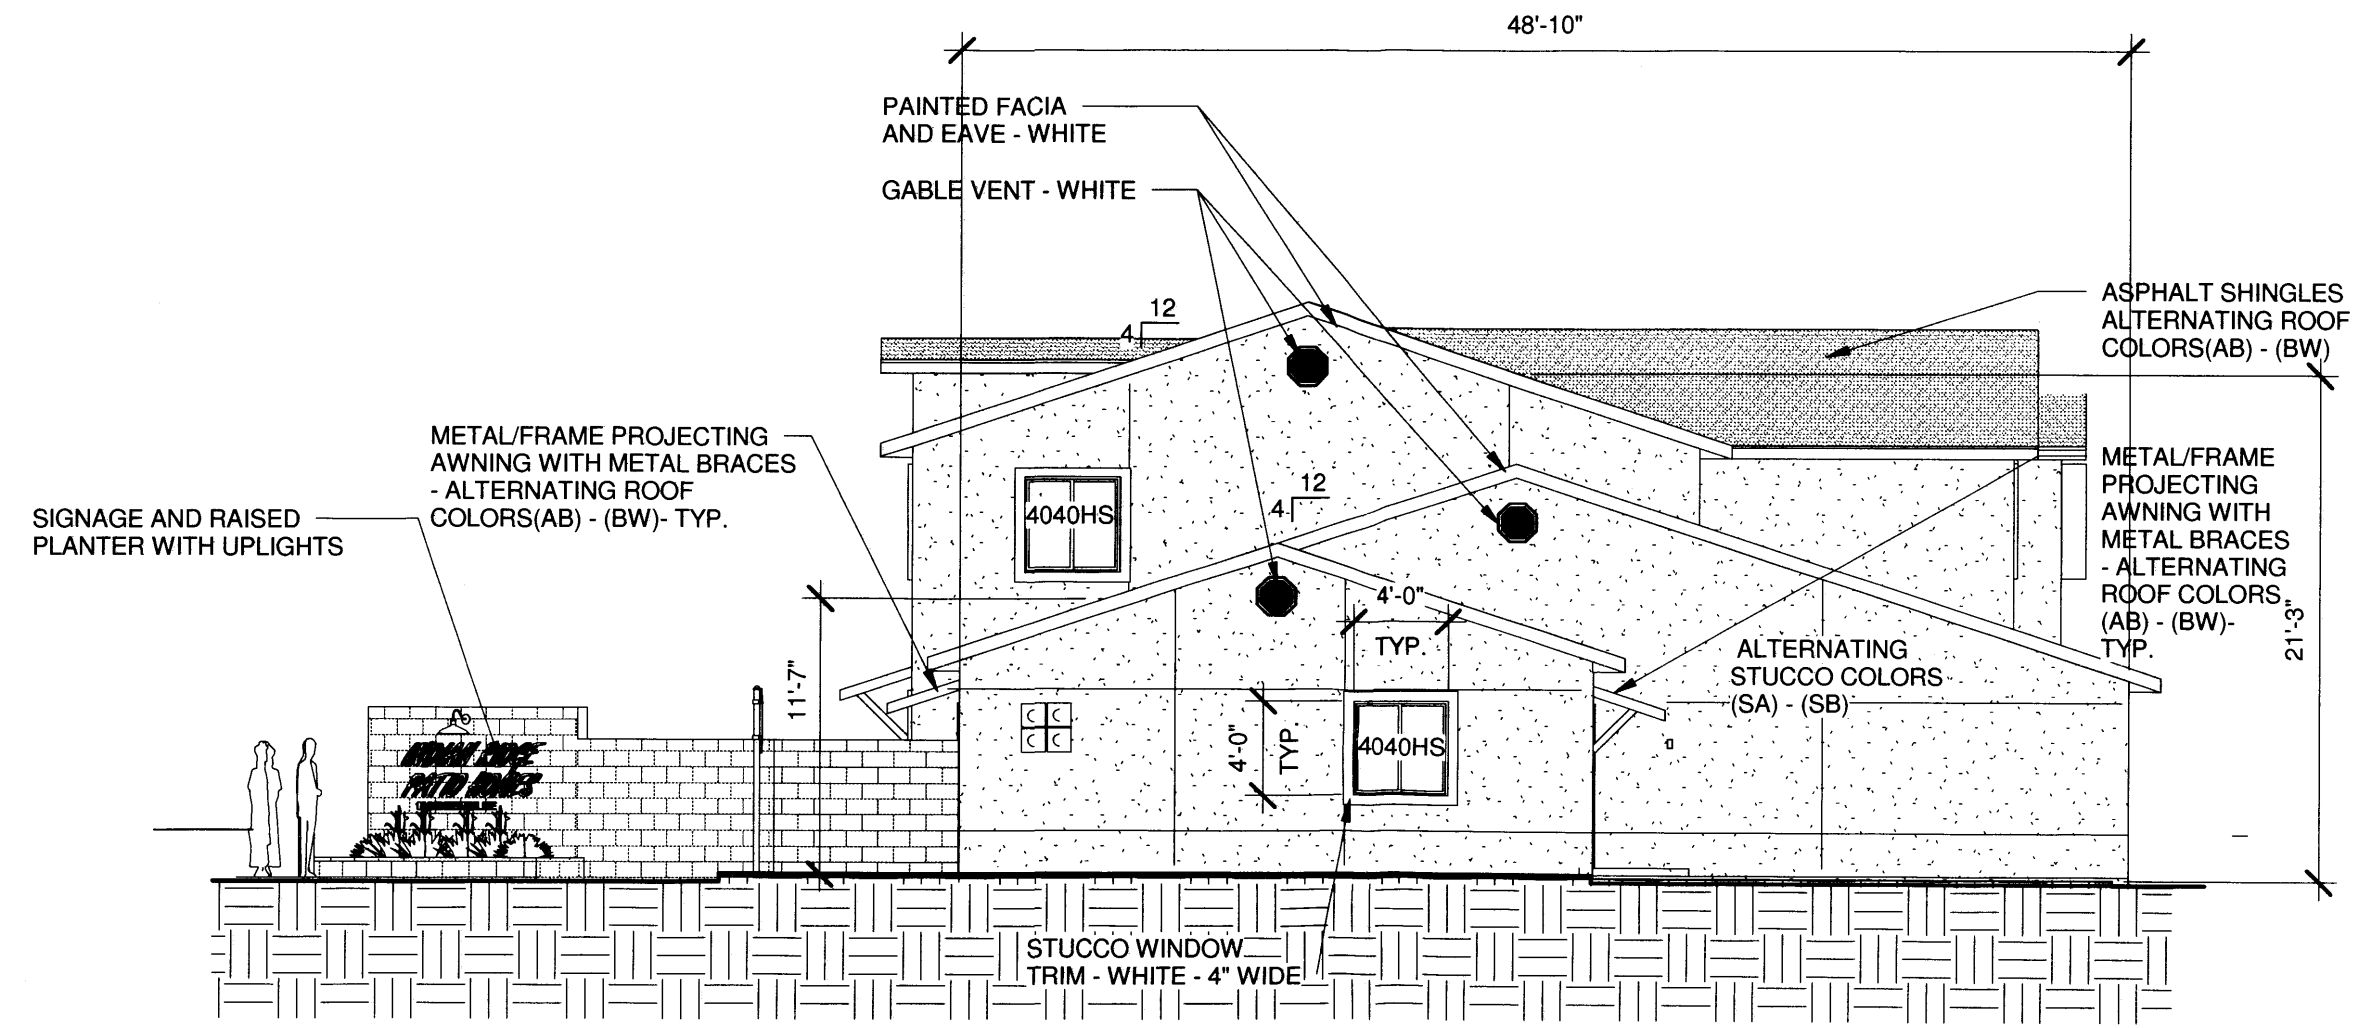 48'-10"
PAINTED FACIA
AND EAVE - WHITE
GABLE VENT - WHITE
12
4
ASPHALT SHINGLES
ALTERNATING ROOF
COLORS(AB) - (BW)
METAL/FRAME PROJECTING
AWNING WITH METAL BRACES
- ALTERNATING ROOF
COLORS(AB) - (BW)- TYP.
SIGNAGE AND RAISED
PLANTER WITH UPLIGHTS
METAL/FRAME
PROJECTING
AWNING WITH
METAL BRACES
- ALTERNATING
ROOF COLORS
(AB) - (BW)-
TYP.
21'-3"
4040HS
12
4
4'-0"
TYP.
11'-7"
ALTERNATING
STUCCO COLORS
(SA) - (SB)
4'-0"
TYP.
4040HS
PATIO HOMES
STUCCO WINDOW
TRIM - WHITE - 4" WIDE